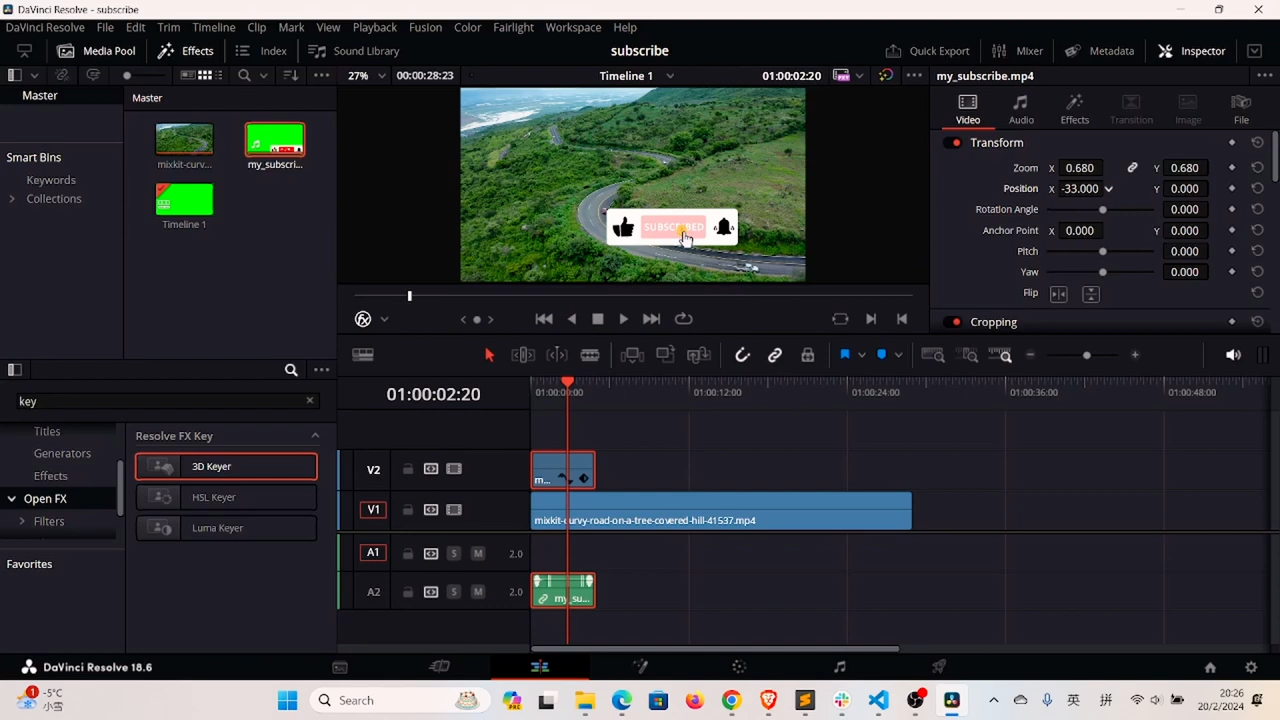 DaVinci Resolve - subscribe
DaVinci Resolve File Edit Trim Timeline Clip Mark View Playback Fusion Color Fairlight Workspace Help
Media Pool Effects Index Sound Library subscribe Quick Export Mixer Metadata Inspector
27% 00:00:28:23 Timeline 1 01:00:02:20 my_subscribe.mp4
Master Master
Video Audio Effects Transition Image File
Smart Bins
Keywords
Collections
mixkit-curv... my_subscri...
Timeline 1
SUBSCRIBED
Transform
Zoom X 0.680 Y 0.680
Position X -33.000 Y 0.000
Rotation Angle 0.000
Anchor Point X 0.000 Y 0.000
Pitch 0.000
Yaw 0.000
Flip
Cropping
key
01:00:02:20 01:00:00:00 01:00:12:00 01:00:24:00 01:00:36:00 01:00:48:00
Titles
Generators
Effects
Open FX
Filters
Favorites
Resolve FX Key
3D Keyer
HSL Keyer
Luma Keyer
V2 m...
V1 mixkit-curvy-road-on-a-tree-covered-hill-41537.mp4
A1 S M 2.0
A2 S M 2.0 my_su...
DaVinci Resolve 18.6
1 -5°C
小雪
Search
英 拼 20:26
20/2/2024